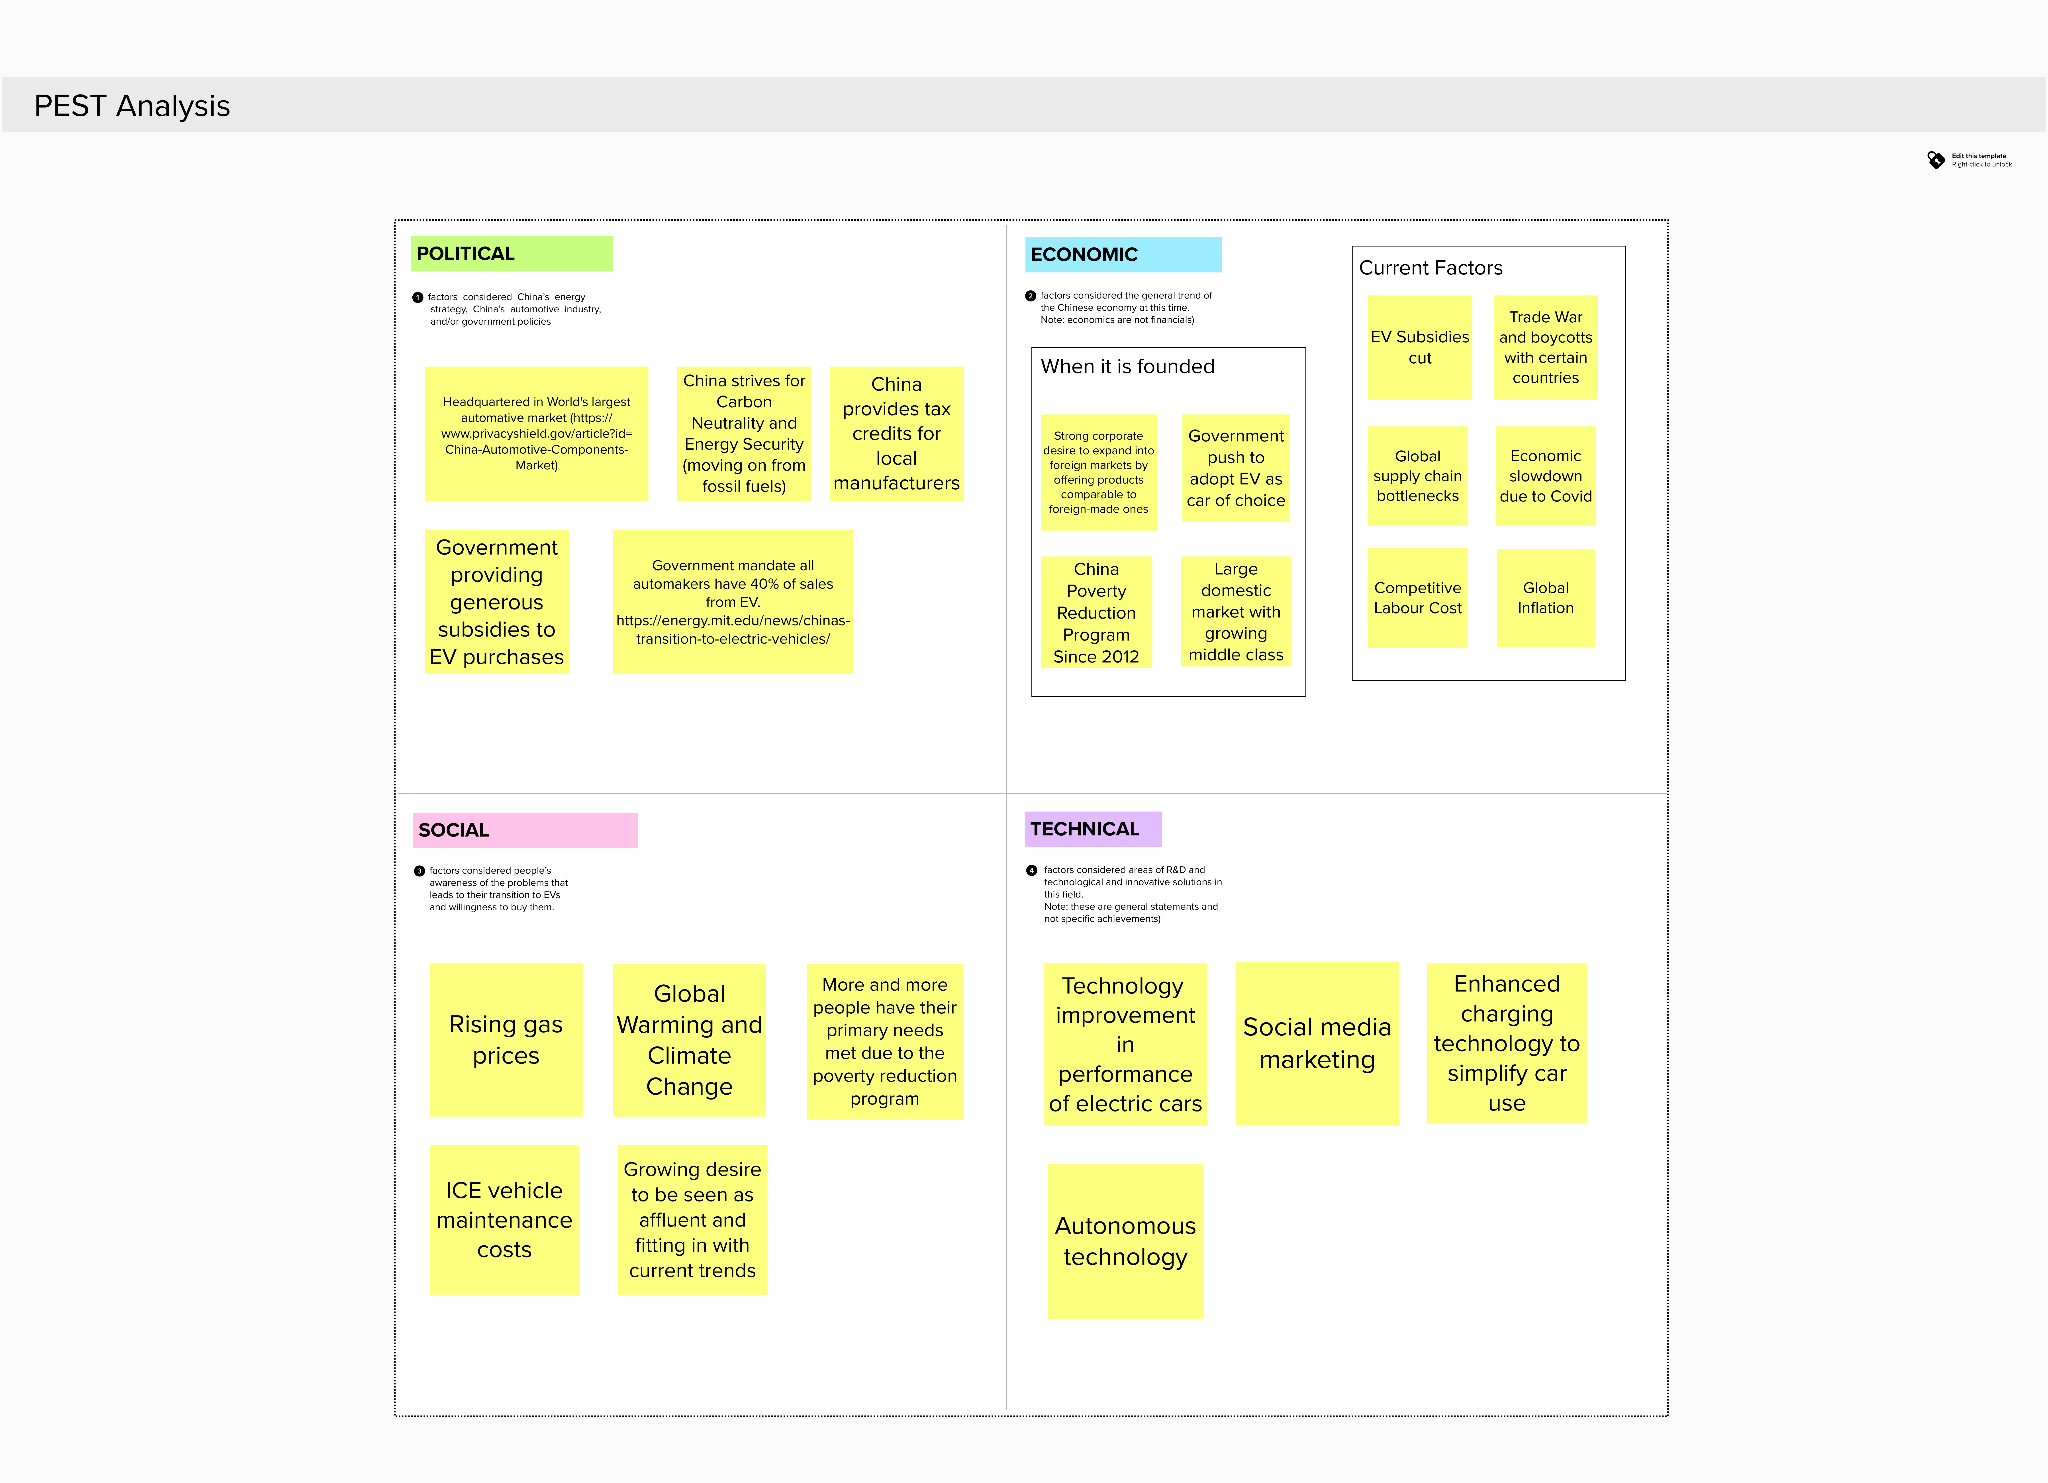 PEST Analysis
Edit this template
Right-click to unlock
POLITICAL
1 factors considered China's energy
strategy, China's automotive industry,
and/or government policies
Headquartered in World's largest
automative market (https://
www.privacyshield.gov/article?id=
China-Automotive-Components-
Market)
China strives for
Carbon
Neutrality and
Energy Security
(moving on from
fossil fuels)
China
provides tax
credits for
local
manufacturers
Government
providing
generous
subsidies to
EV purchases
Government mandate all
automakers have 40% of sales
from EV.
https://energy.mit.edu/news/chinas-
transition-to-electric-vehicles/
ECONOMIC
2 factors considered the general trend of
the Chinese economy at this time.
Note: economics are not financials)
When it is founded
Strong corporate
desire to expand into
foreign markets by
offering products
comparable to
foreign-made ones
Government
push to
adopt EV as
car of choice
China
Poverty
Reduction
Program
Since 2012
Large
domestic
market with
growing
middle class
Current Factors
EV Subsidies
cut
Trade War
and boycotts
with certain
countries
Global
supply chain
bottlenecks
Economic
slowdown
due to Covid
Competitive
Labour Cost
Global
Inflation
SOCIAL
3 factors considered people's
awareness of the problems that
leads to their transition to EVs
and willingness to buy them.
Rising gas
prices
Global
Warming and
Climate
Change
More and more
people have their
primary needs
met due to the
poverty reduction
program
ICE vehicle
maintenance
costs
Growing desire
to be seen as
affluent and
fitting in with
current trends
TECHNICAL
4 factors considered areas of R&D and
technological and innovative solutions in
this field.
Note: these are general statements and
not specific achievements)
Technology
improvement
in
performance
of electric cars
Social media
marketing
Enhanced
charging
technology to
simplify car
use
Autonomous
technology